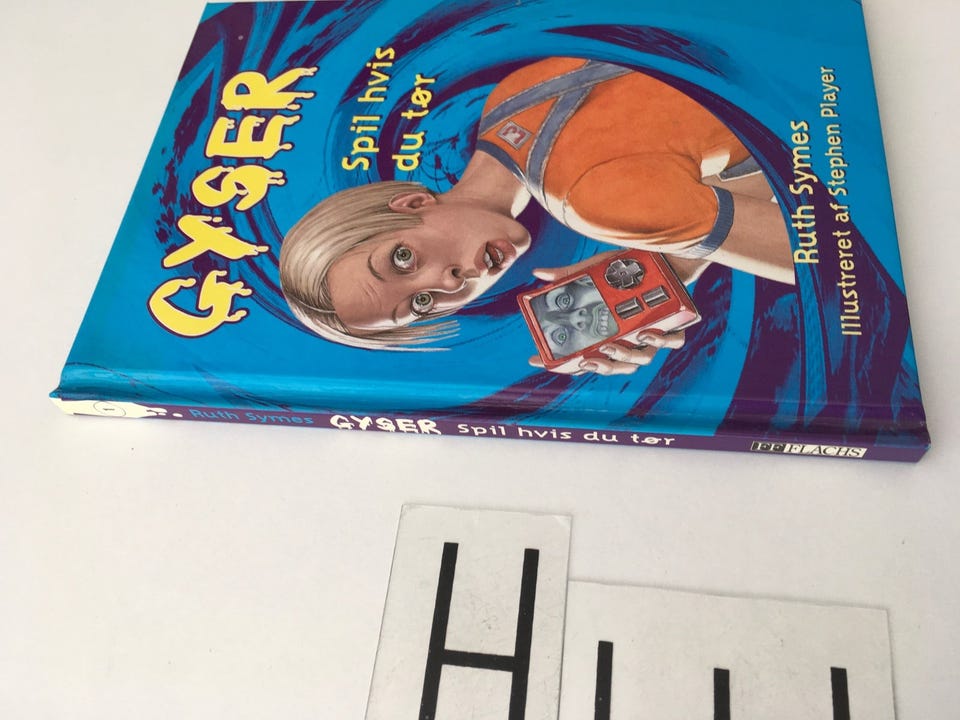 GYSER
Spil hvis
du tør
Ruth Symes
Illustreret af Stephen Player
1 Ruth Symes GYSER Spil hvis du tør FLACHS
H